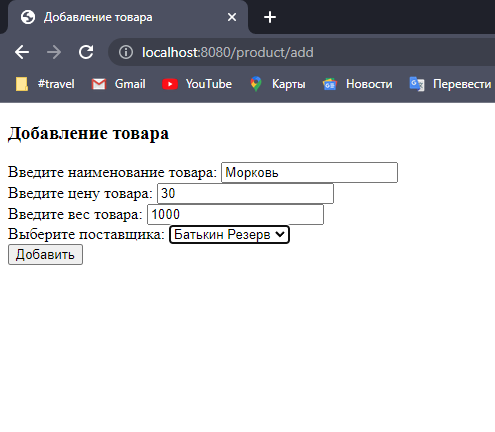 Добавление товара
localhost:8080/product/add
#travel Gmail YouTube Карты Новости Перевести
Добавление товара
Введите наименование товара: Морковь
Введите цену товара: 30
Введите вес товара: 1000
Выберите поставщика: Батькин Резерв
Добавить